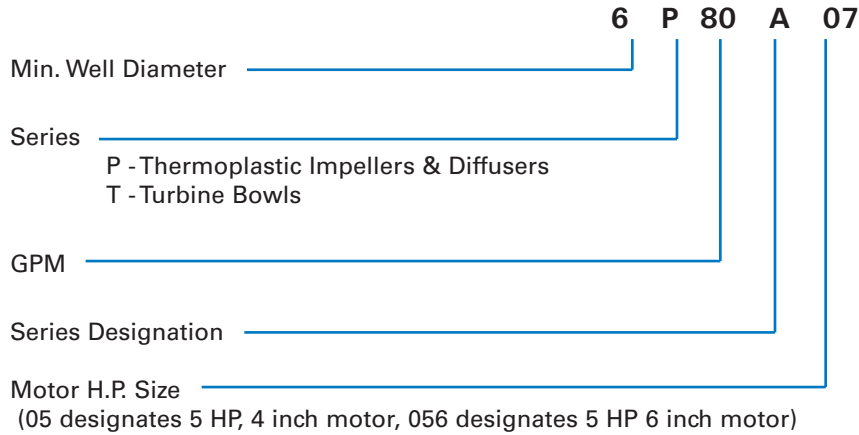 6 P 80 A 07
Min. Well Diameter
Series
P - Thermoplastic Impellers & Diffusers
T - Turbine Bowls
GPM
Series Designation
Motor H.P. Size
(05 designates 5 HP, 4 inch motor, 056 designates 5 HP 6 inch motor)